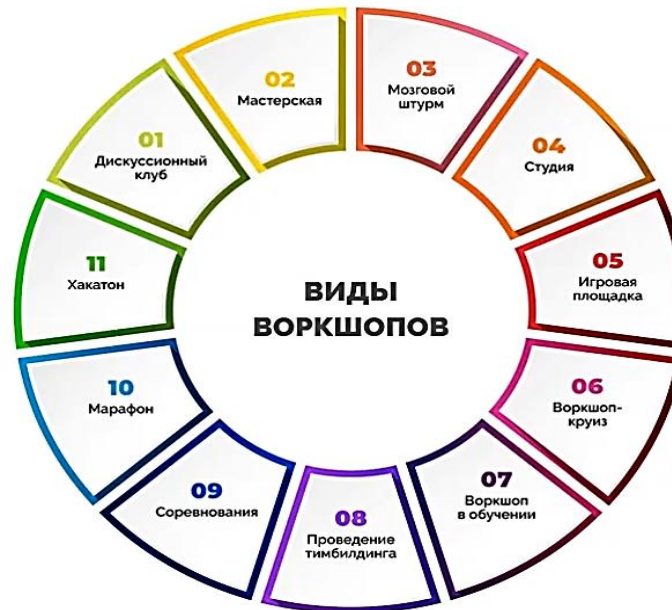 ВИДЫ
ВОРКШОПОВ
01
Дискуссионный
клуб
02
Мастерская
03
Мозговой
штурм
04
Студия
05
Игровая
площадка
06
Воркшоп-
круиз
07
Воркшоп
в обучении
08
Проведение
тимбилдинга
09
Соревнования
10
Марафон
11
Хакатон